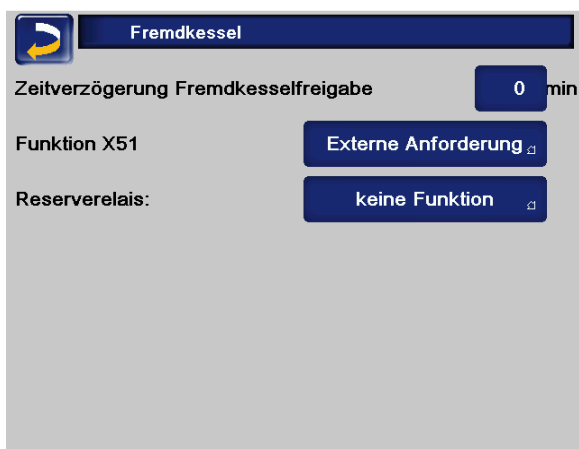 Fremdkessel
Zeitverzögerung Fremdkesselfreigabe 0 min
Funktion X51 Externe Anforderung
Reserverelais: keine Funktion